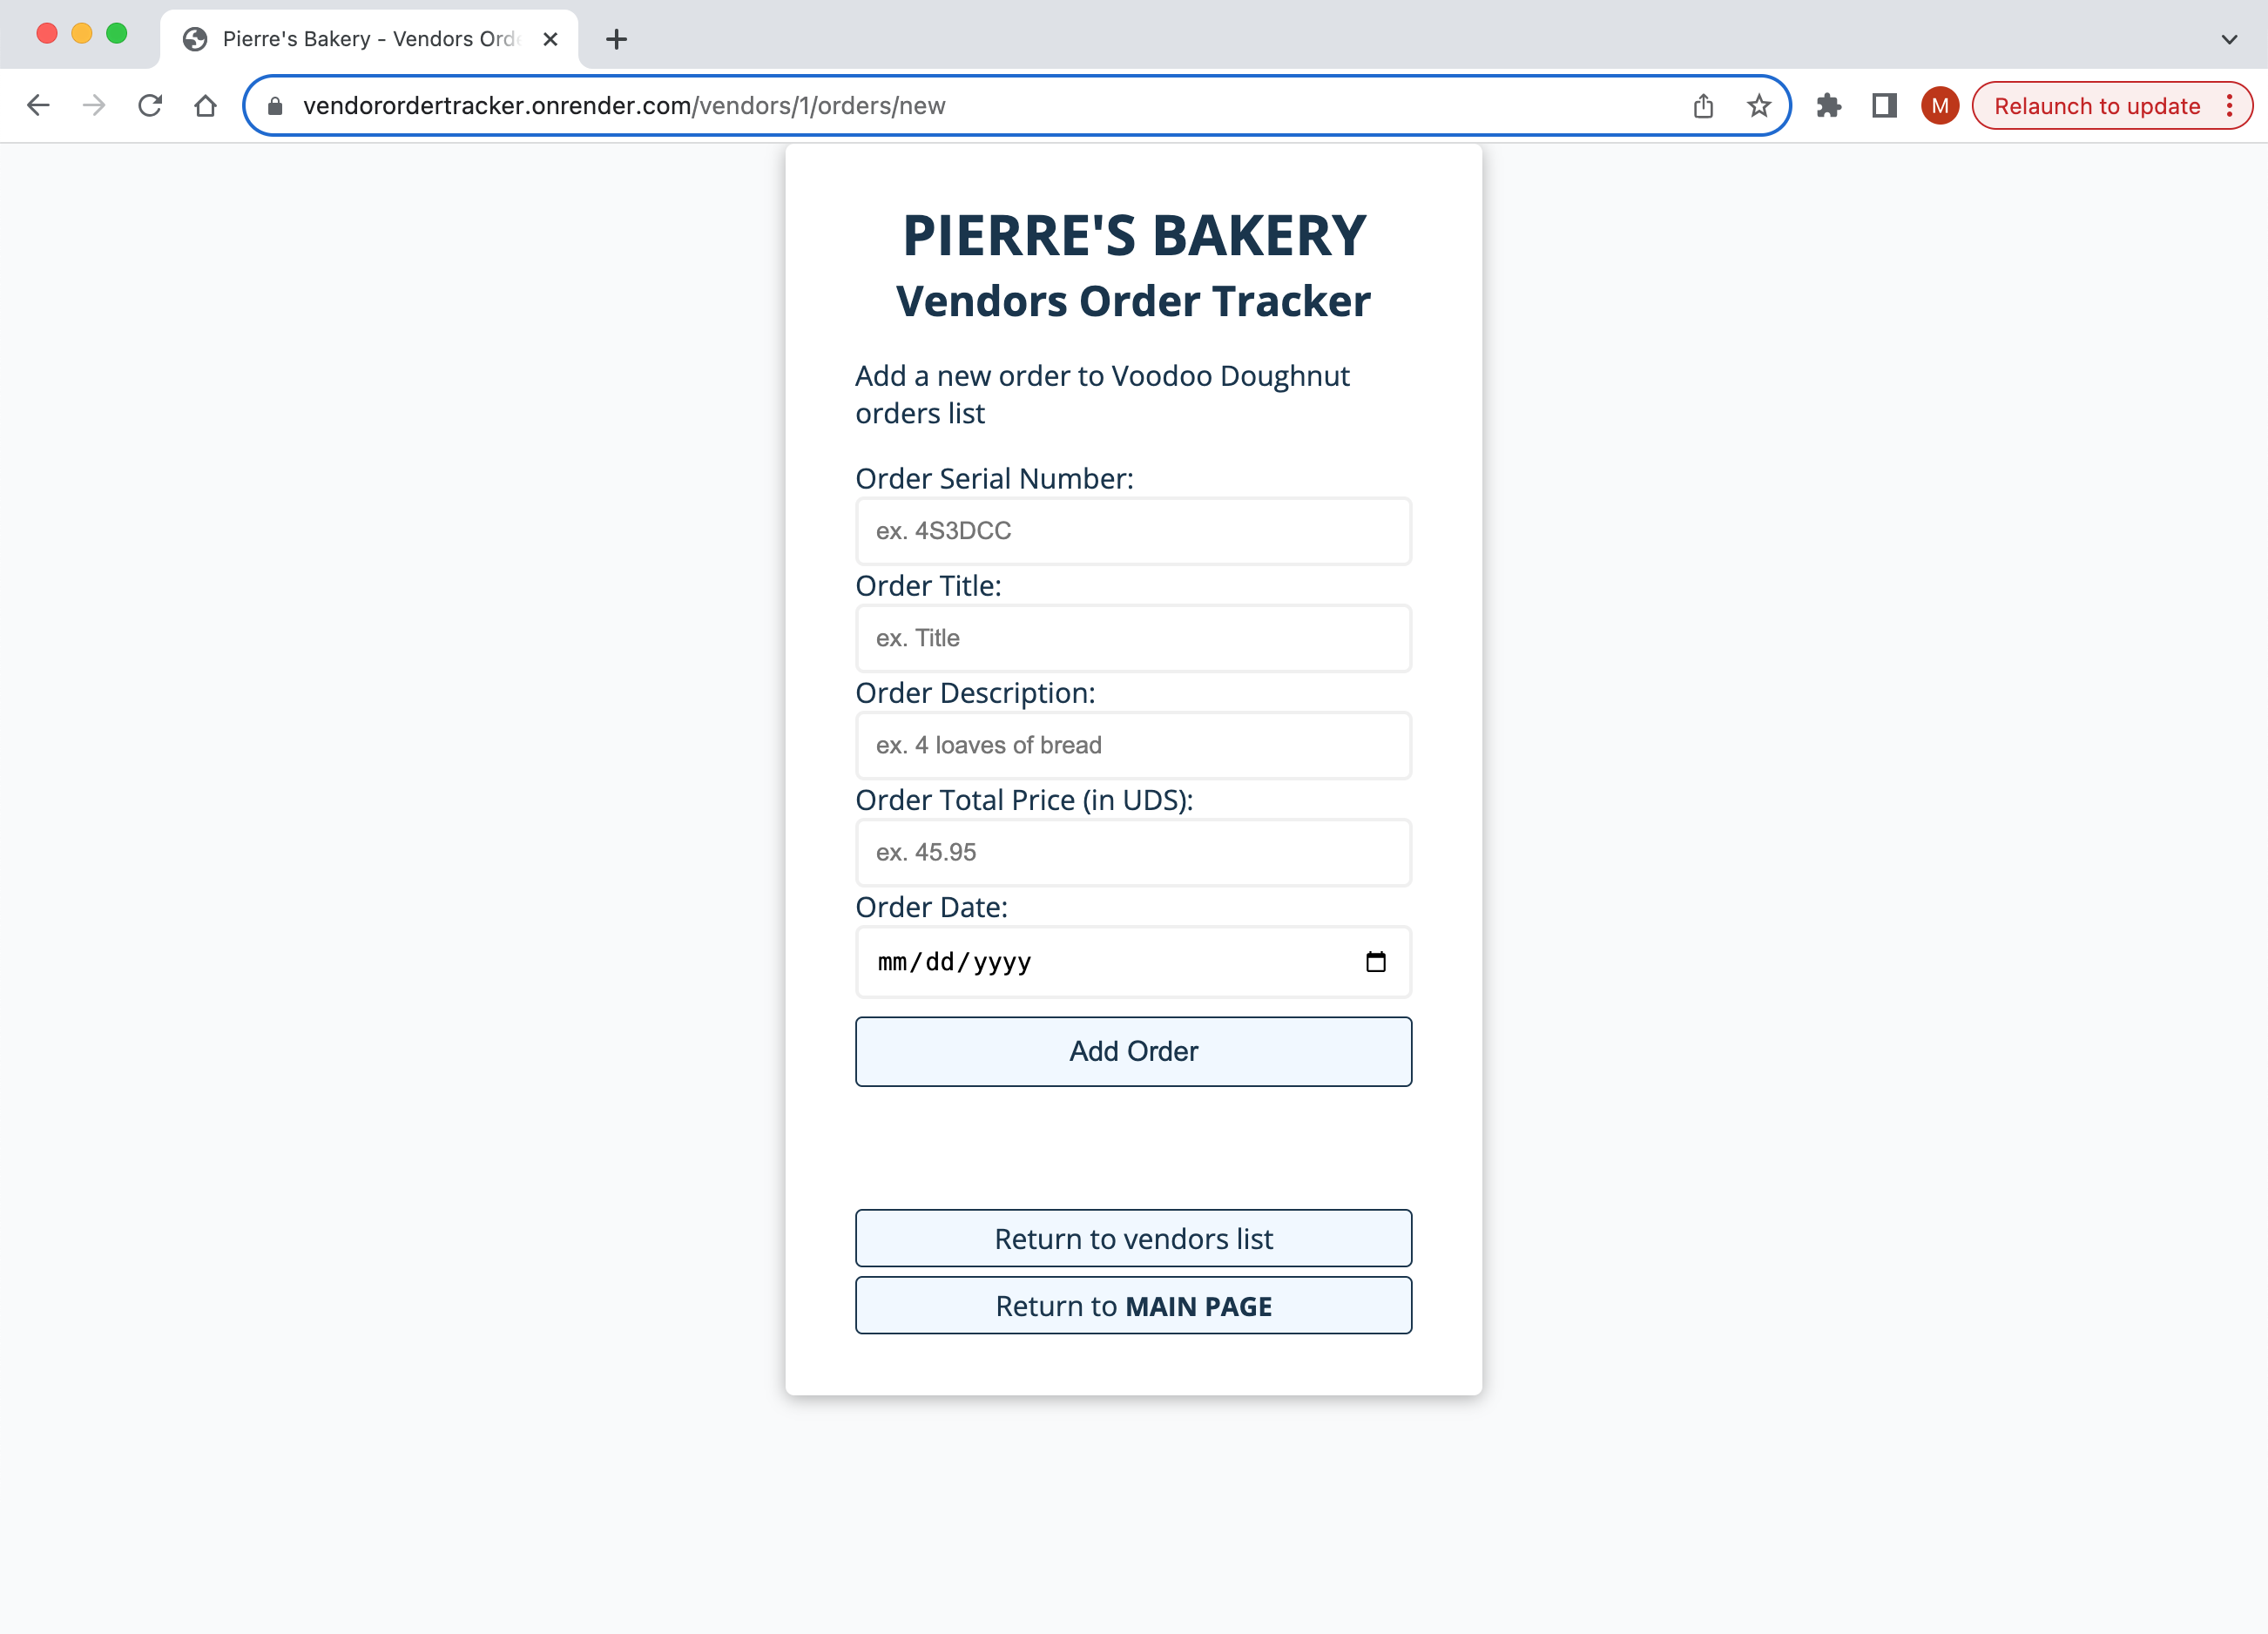 Pierre's Bakery - Vendors Ord
vendorordertracker.onrender.com/vendors/1/orders/new
M
Relaunch to update
PIERRE'S BAKERY
Vendors Order Tracker
Add a new order to Voodoo Doughnut
orders list
Order Serial Number:
ex. 4S3DCC
Order Title:
ex. Title
Order Description:
ex. 4 loaves of bread
Order Total Price (in UDS):
ex. 45.95
Order Date:
mm/dd/yyyy
Add Order
Return to vendors list
Return to MAIN PAGE